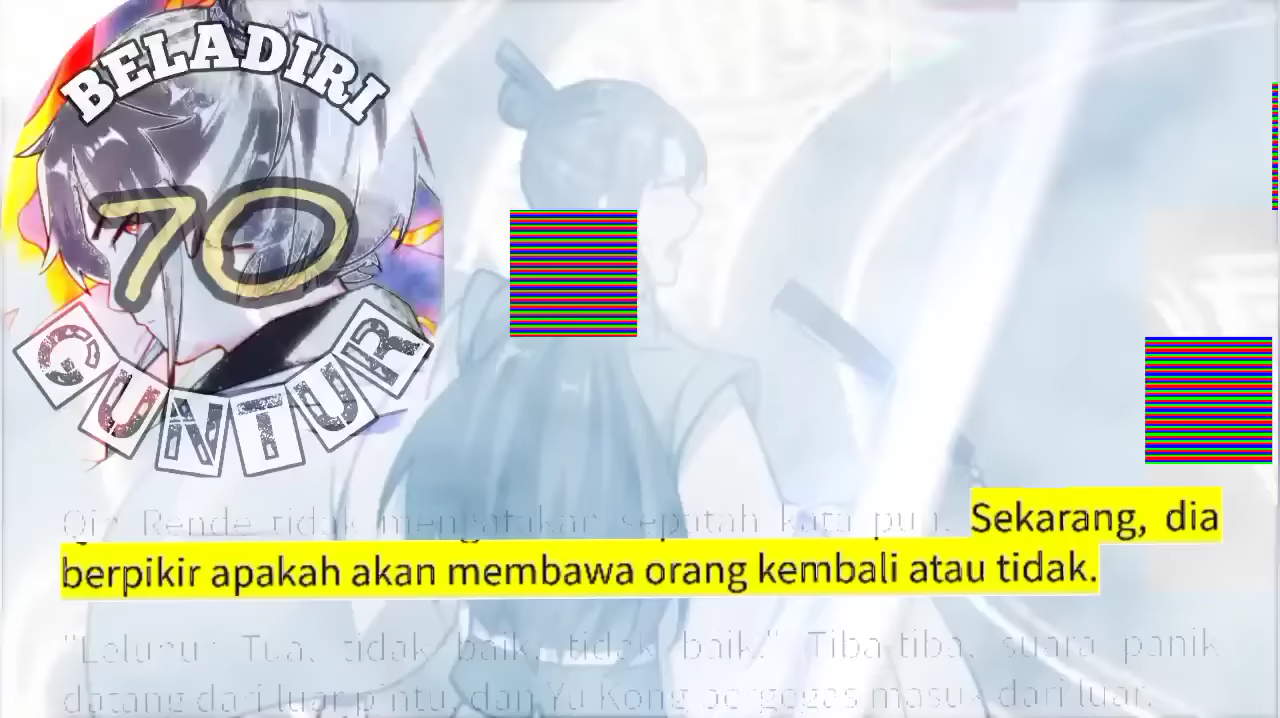 BELADIRI
70
GUNTUR
Qin Rende tidak mengatakan sepatah kata pun. Sekarang, dia
berpikir apakah akan membawa orang kembali atau tidak.
"Leluhur Tua, tidak baik, tidak baik." Tiba-tiba, suara panik
datang dari luar pintu, dan Yu Kong bergegas masuk dari luar.